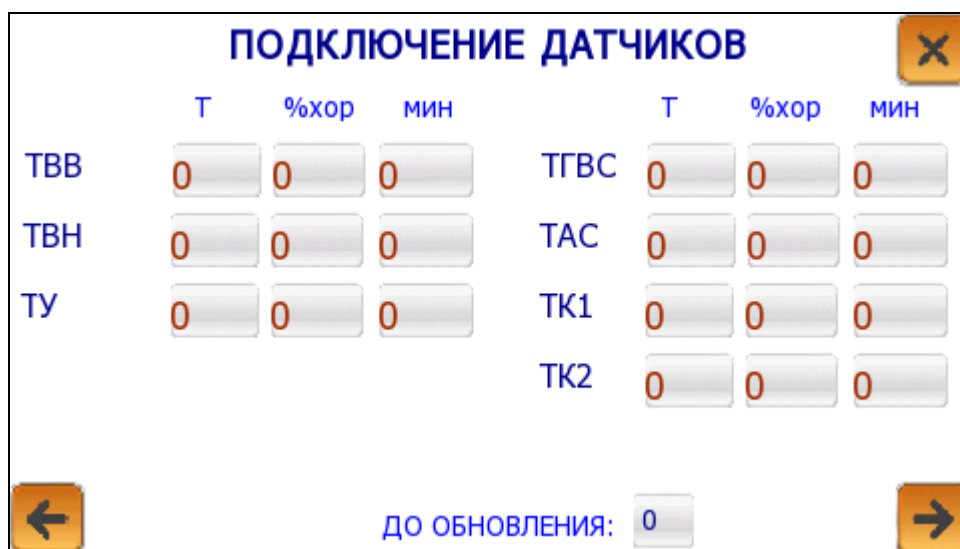 ПОДКЛЮЧЕНИЕ ДАТЧИКОВ
Т %хор мин Т %хор мин
ТВВ 0 0 0 ТГВС 0 0 0
ТВН 0 0 0 ТАС 0 0 0
ТУ 0 0 0 ТК1 0 0 0
ТК2 0 0 0
ДО ОБНОВЛЕНИЯ: 0